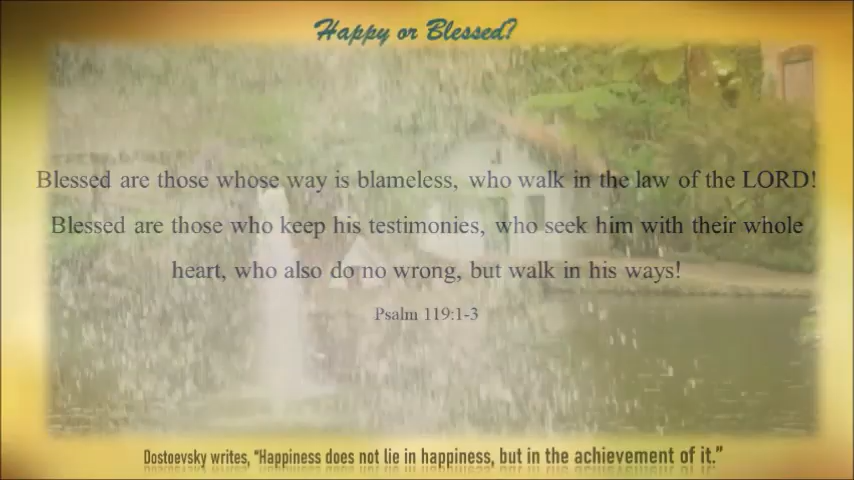 Happy or Blessed?
Blessed are those whose way is blameless, who walk in the law of the LORD!
Blessed are those who keep his testimonies, who seek him with their whole
heart, who also do no wrong, but walk in his ways!
Psalm 119:1-3
Dostoevsky writes, “Happiness does not lie in happiness, but in the achievement of it.”